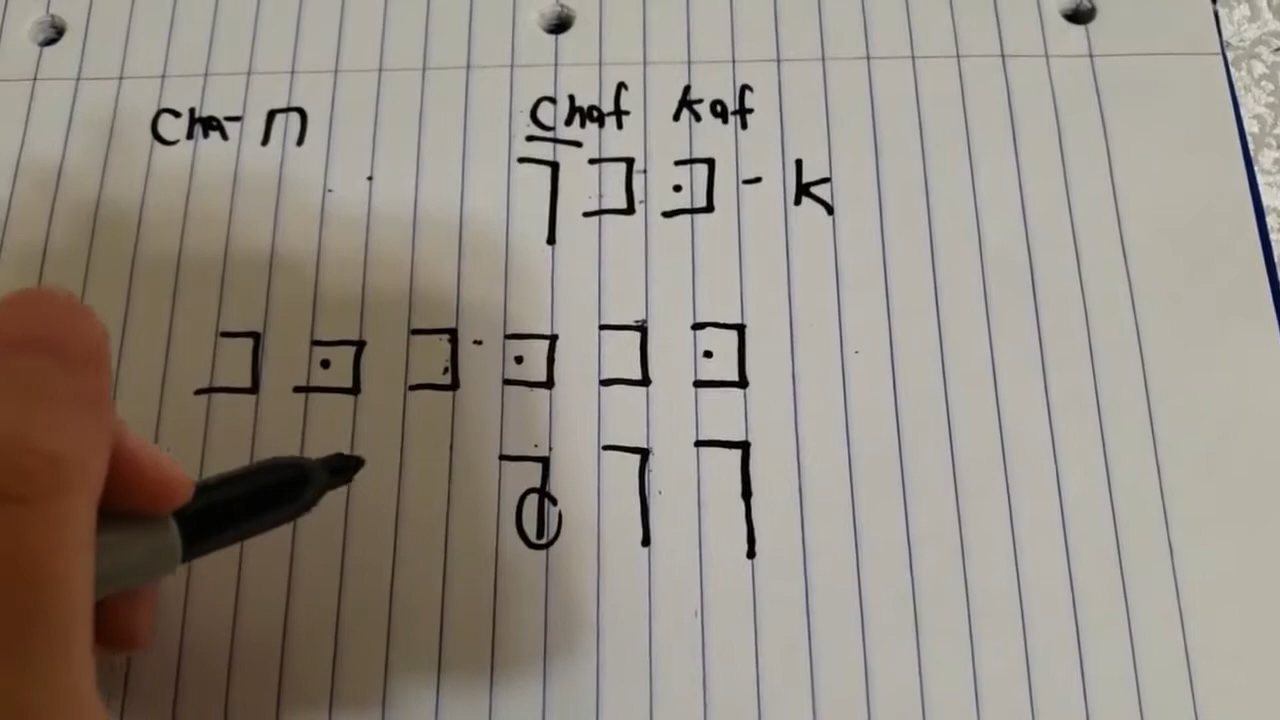 Cha- ח Chaf Kaf
K - כּ כ ך
כּ כ כּ כ כּ כ
ך ך ך